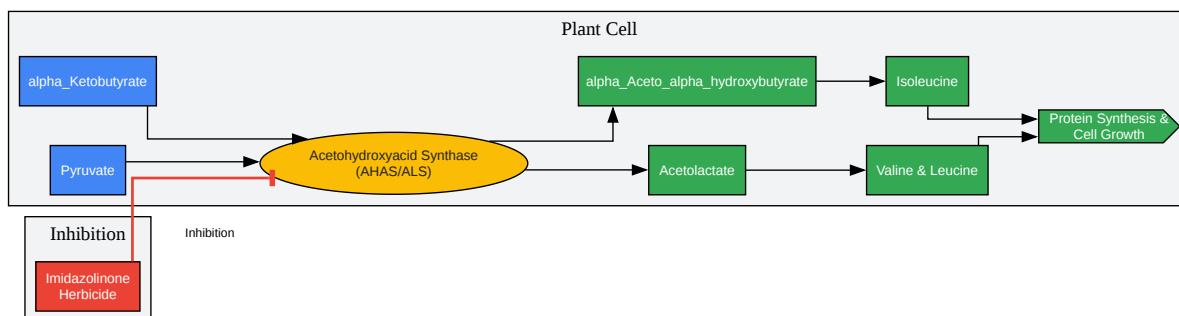 Plant Cell
alpha_Ketobutyrate
alpha_Aceto_alpha_hydroxybutyrate
Isoleucine
Protein Synthesis &
Cell Growth
Acetohydroxyacid Synthase
(AHAS/ALS)
Pyruvate
Acetolactate
Valine & Leucine
Inhibition
Inhibition
Imidazolinone
Herbicide